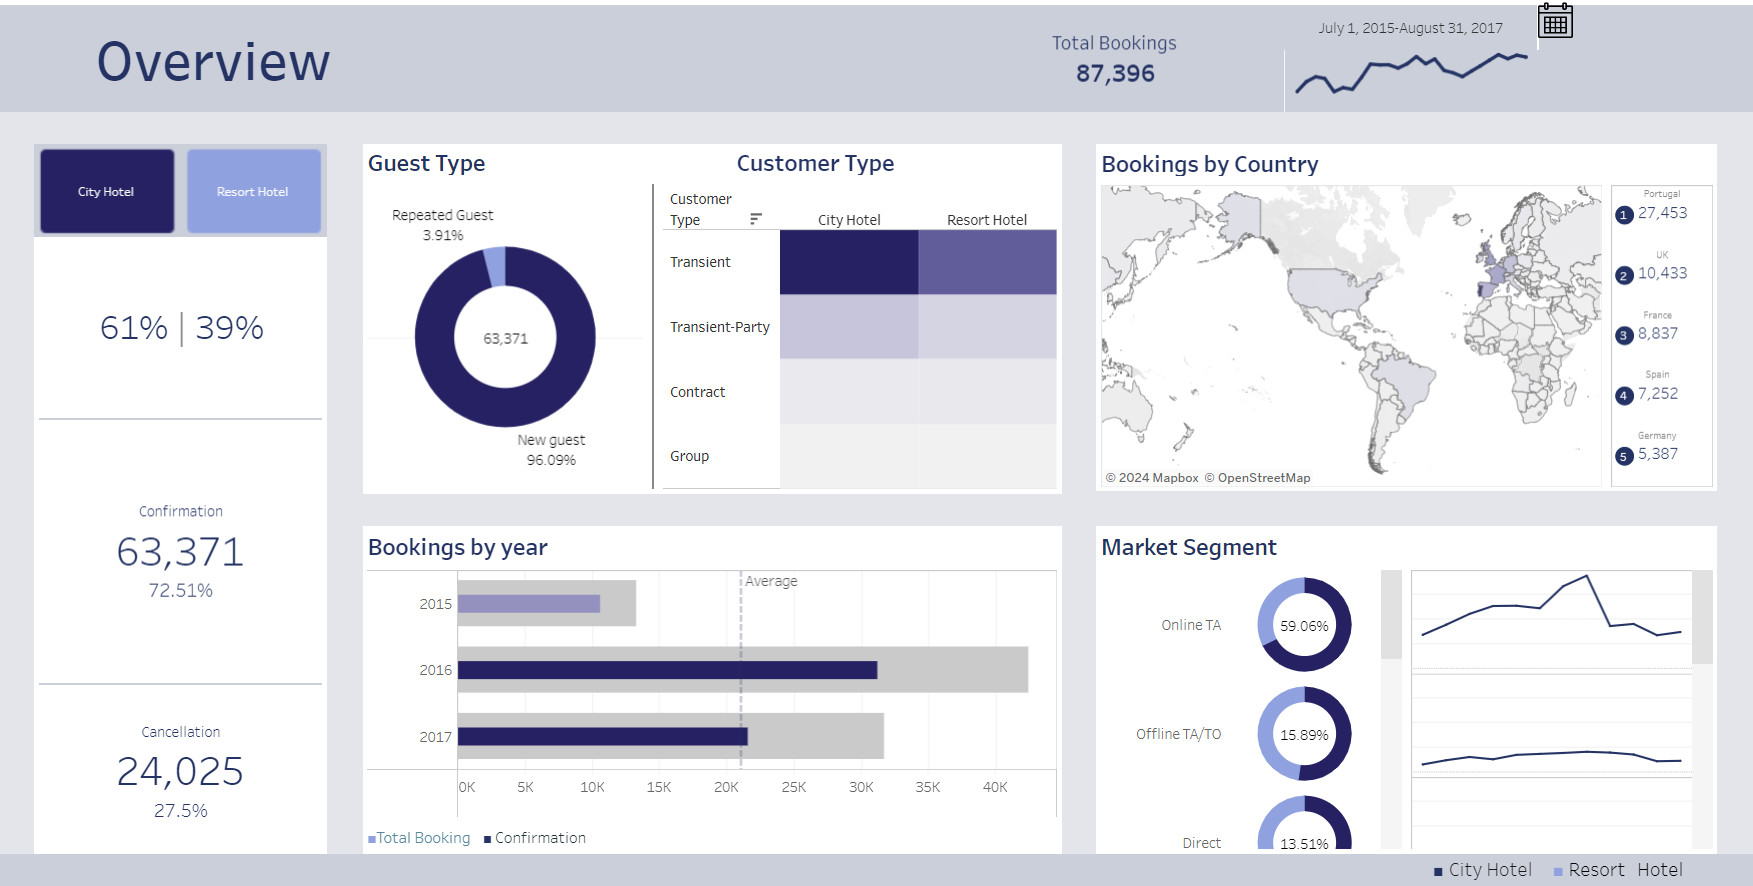 Overview
Total Bookings
87,396
July 1, 2015-August 31, 2017
City Hotel
Resort Hotel
61% | 39%
Confirmation
63,371
72.51%
Cancellation
24,025
27.5%
Guest Type
Repeated Guest
3.91%
63,371
New guest
96.09%
Customer Type
Customer
Type
City Hotel
Resort Hotel
Transient
Transient-Party
Contract
Group
Bookings by Country
© 2024 Mapbox © OpenStreetMap
Portugal
1 27,453
UK
2 10,433
France
3 8,837
Spain
4 7,252
Germany
5 5,387
Bookings by year
Average
2015
2016
2017
0K 5K 10K 15K 20K 25K 30K 35K 40K
Total Booking Confirmation
Market Segment
Online TA
59.06%
Offline TA/TO
15.89%
Direct
13.51%
City Hotel Resort Hotel